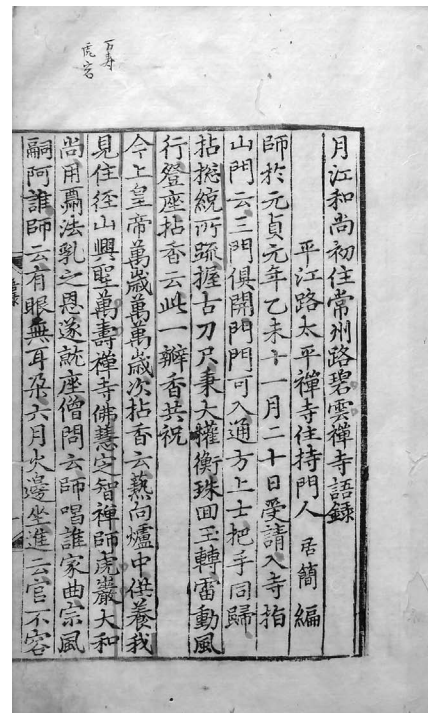 万寿
虎岩
月江和尚初住常州路碧雲禪寺語錄
平江路太平禪寺住持門人 居簡 編
師於元貞元年乙未十一月二十日受請入寺指
山門云三門俱開門門可入通方上士把手同歸
拈摠統所疏握古刀尺秉大權衡珠回玉轉雷動風
行登座拈香云此一瓣香共祝
今上皇帝萬歲萬萬歲次拈香云爇向爐中供養我
見住徑山興聖萬壽禪寺佛慧定智禪師虎巖大和
尚用酬法乳之恩遂就座僧問云師唱誰家曲宗風
嗣阿誰師云有眼無耳朵六月火邊坐進云官不容